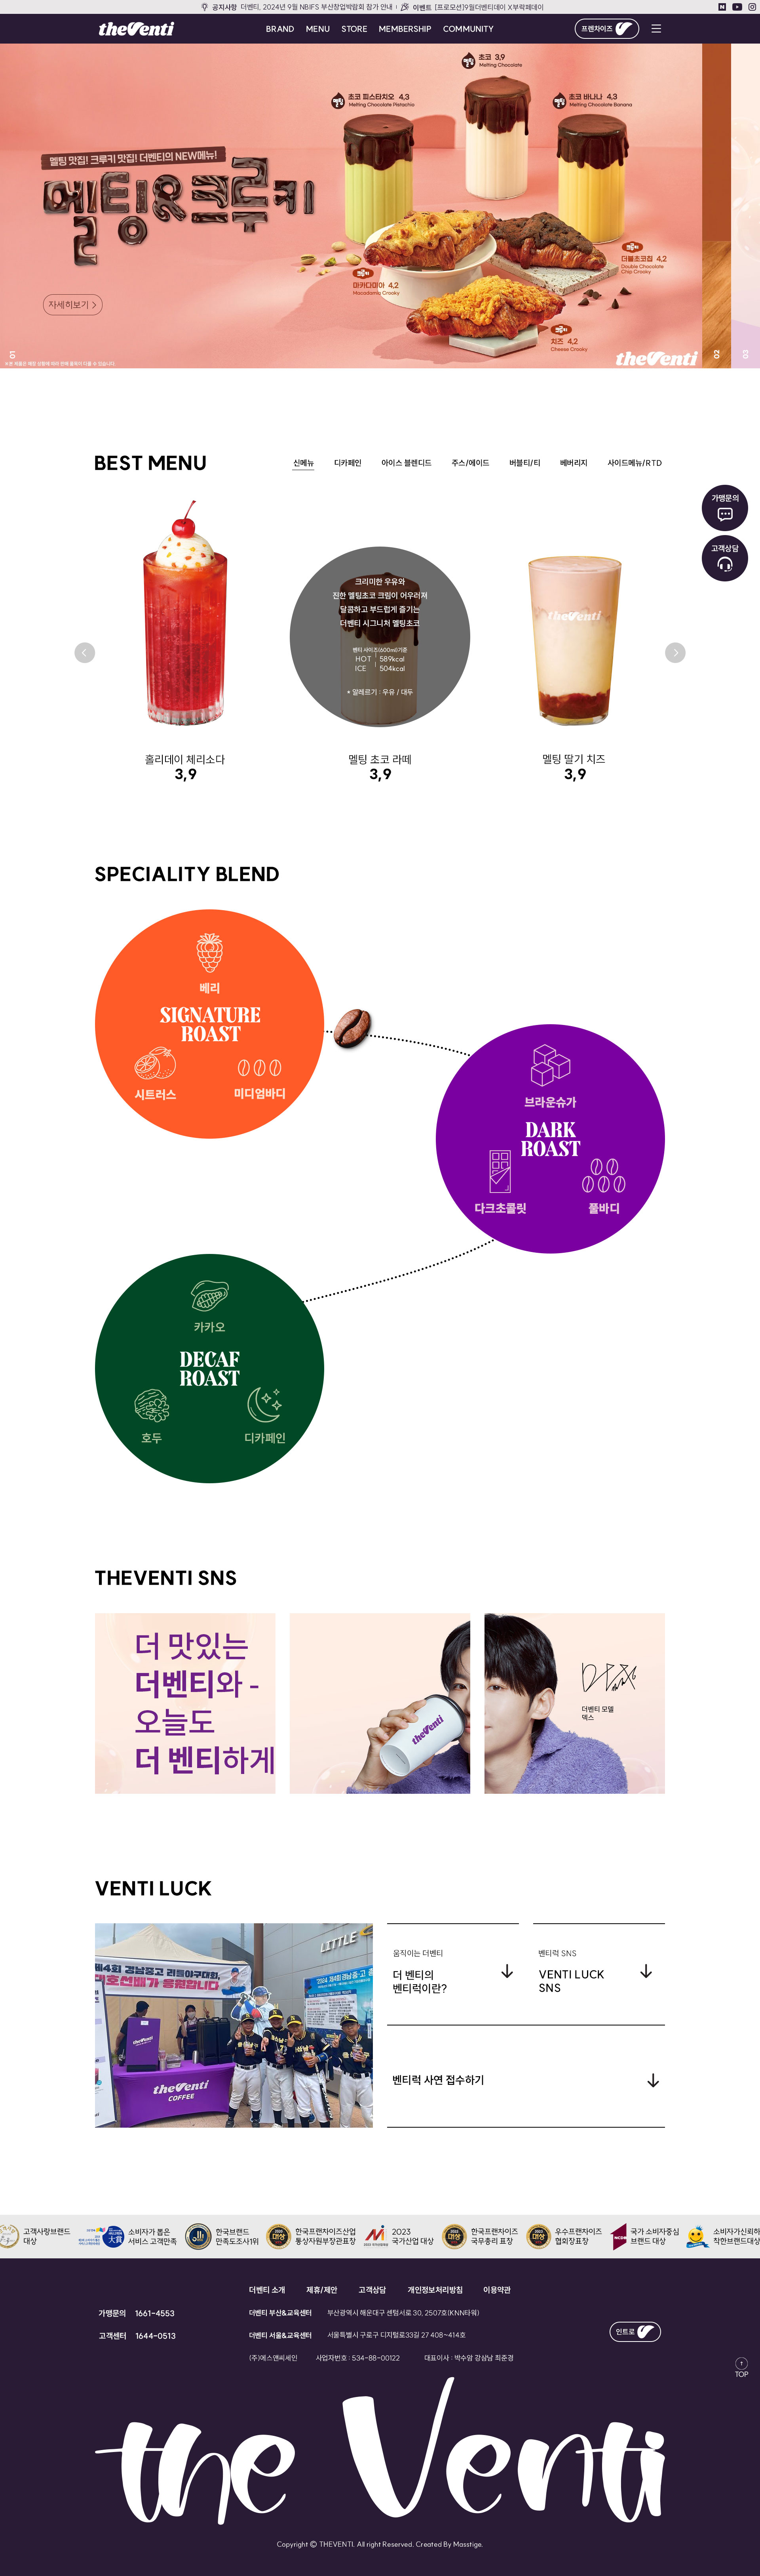 공지사항 더벤티, 2024년 9월 NBIFS 부산창업박람회 참가 안내
이벤트 [프로모션]9월더벤티데이 X부락페데이
theVenti
BRAND MENU STORE MEMBERSHIP COMMUNITY
프랜차이즈
초코 3,9
Melting Chocolate
초코 피스타치오 4,3
Melting Chocolate Pistachio
초코 바나나 4,3
Melting Chocolate Banana
멜팅 맛집! 크루키 맛집! 더벤티의 NEW메뉴!
멜팅&크루키
자세히보기
마카다미아 4,2
Macadamia Crooky
더블초코칩 4,2
Double Chocolate
Chip Crooky
치즈 4,2
Cheese Crooky
theVenti
01
02
03
BEST MENU
신메뉴 디카페인 아이스 블렌디드 주스/에이드 버블티/티 베버리지 사이드메뉴/RTD
가맹문의
고객상담
크리미한 우유와
진한 멜팅초코 크림이 어우러져
달콤하고 부드럽게 즐기는
더벤티 시그니처 멜팅초코
벤티 사이즈(600ml)기준
HOT 589kcal
ICE 504kcal
* 알레르기 : 우유 / 대두
theVenti
홀리데이 체리소다
3,9
멜팅 초코 라떼
3,9
멜팅 딸기 치즈
3,9
SPECIALITY BLEND
베리
SIGNATURE
ROAST
시트러스
미디엄바디
브라운슈가
DARK
ROAST
다크초콜릿
풀바디
카카오
DECAF
ROAST
호두
디카페인
THEVENTI SNS
더 맛있는
더벤티와 -
오늘도
더 벤티하게
theVenti
더벤티 모델
덱스
VENTI LUCK
제4회 경남중고 리틀야구대회,
LITTLE
theVenti
COFFEE
움직이는 더벤티
더 벤티의
벤티럭이란?
벤티럭 SNS
VENTI LUCK
SNS
벤티럭 사연 접수하기
고객사랑브랜드
대상
소비자가 뽑은
서비스 고객만족
한국브랜드
만족도조사1위
한국프랜차이즈산업
통상자원부장관표창
2023
국가산업 대상
한국프랜차이즈
국무총리 표창
우수프랜차이즈
협회장표창
국가 소비자중심
브랜드 대상
소비자가신뢰하
착한브랜드대상
더벤티 소개 제휴/제안 고객상담 개인정보처리방침 이용약관
가맹문의 1661-4553
고객센터 1644-0513
더벤티 부산&교육센터 부산광역시 해운대구 센텀서로 30, 2507호(KNN타워)
더벤티 서울&교육센터 서울특별시 구로구 디지털로33길 27 408~414호
(주)에스앤씨세인 사업자번호 : 534-88-00122 대표이사 : 박수암 강삼남 최준경
인트로
TOP
the Venti
Copyright © THEVENTI. All right Reserved. Created By Masstige.